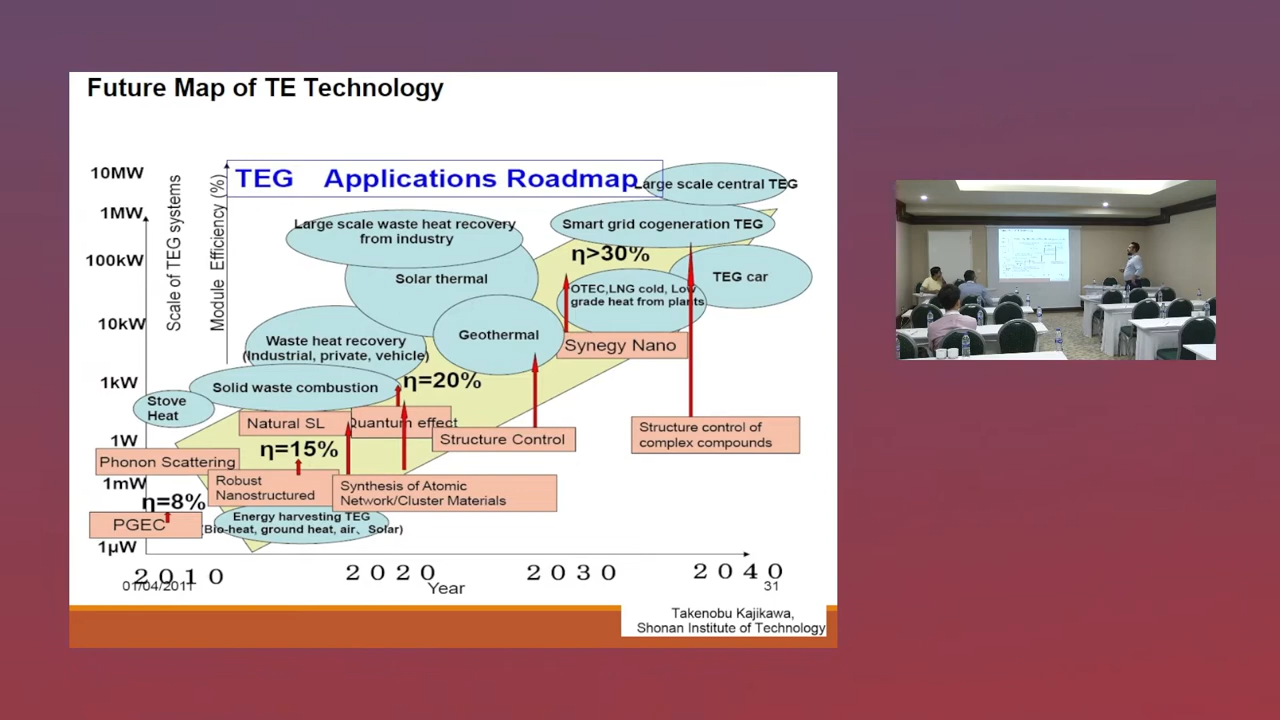 Future Map of TE Technology
TEG Applications Roadmap
10MW
1MW
100kW
10kW
1kW
1W
1mW
1μW
Scale of TEG systems
Module Efficiency (%)
Large scale central TEG
Large scale waste heat recovery
from industry
Smart grid cogeneration TEG
η>30%
Solar thermal
TEG car
OTEC,LNG cold, Low
grade heat from plants
Geothermal
Waste heat recovery
(Industrial, private, vehicle)
Synegy Nano
η=20%
Solid waste combustion
Stove
Heat
Natural SL
Quantum effect
Structure Control
Structure control of
complex compounds
η=15%
Phonon Scattering
Robust
Nanostructured
Synthesis of Atomic
Network/Cluster Materials
η=8%
PGEC
Energy harvesting TEG
(Bio-heat, ground heat, air、Solar)
2010
2020
2030
2040
01/04/2011
Year
31
Takenobu Kajikawa,
Shonan Institute of Technology